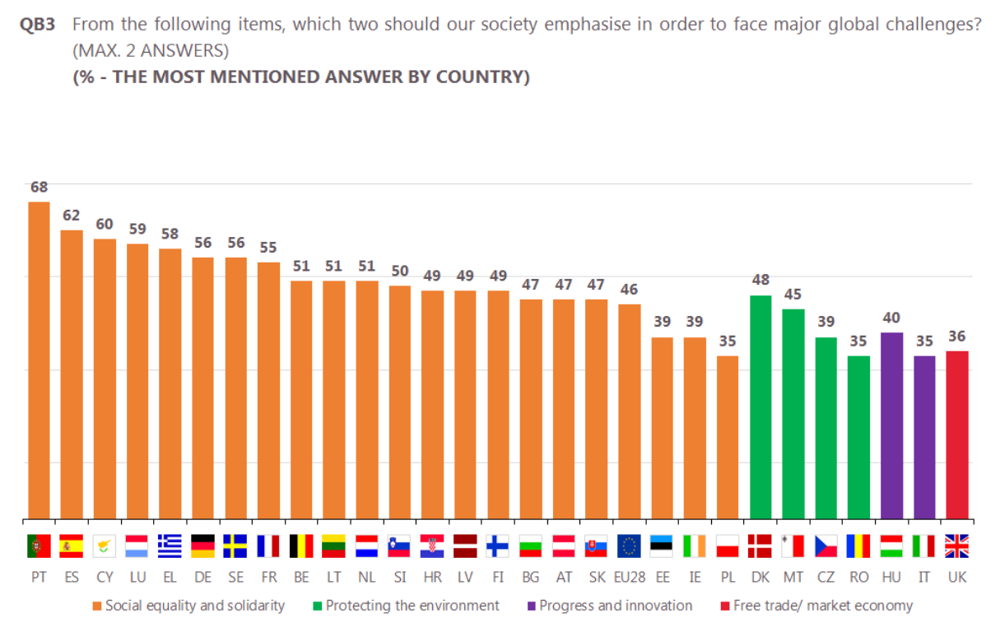 QB3 From the following items, which two should our society emphasise in order to face major global challenges?
(MAX. 2 ANSWERS)
(% - THE MOST MENTIONED ANSWER BY COUNTRY)
68 62 60 59 58 56 56 55 51 51 51 50 49 49 49 47 47 47 46 39 39 35 48 45 39 35 40 35 36
PT ES CY LU EL DE SE FR BE LT NL SI HR LV FI BG AT SK EU28 EE IE PL DK MT CZ RO HU IT UK
Social equality and solidarity Protecting the environment Progress and innovation Free trade/ market economy